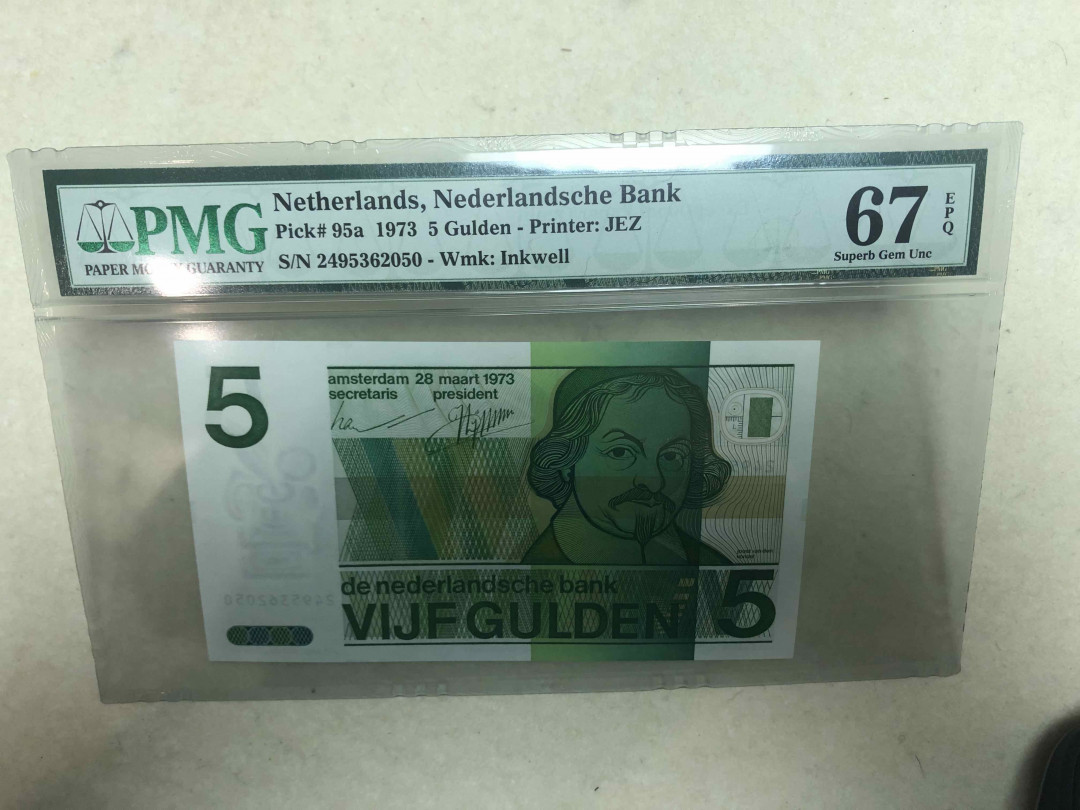 PMG
PAPER MONEY GUARANTY
Netherlands, Nederlandsche Bank
Pick# 95a 1973 5 Gulden - Printer: JEZ
S/N 2495362050 - Wmk: Inkwell
67
EPQ
Superb Gem Unc
5
amsterdam 28 maart 1973
secretaris president
de nederlandsche bank
VIJF GULDEN
5